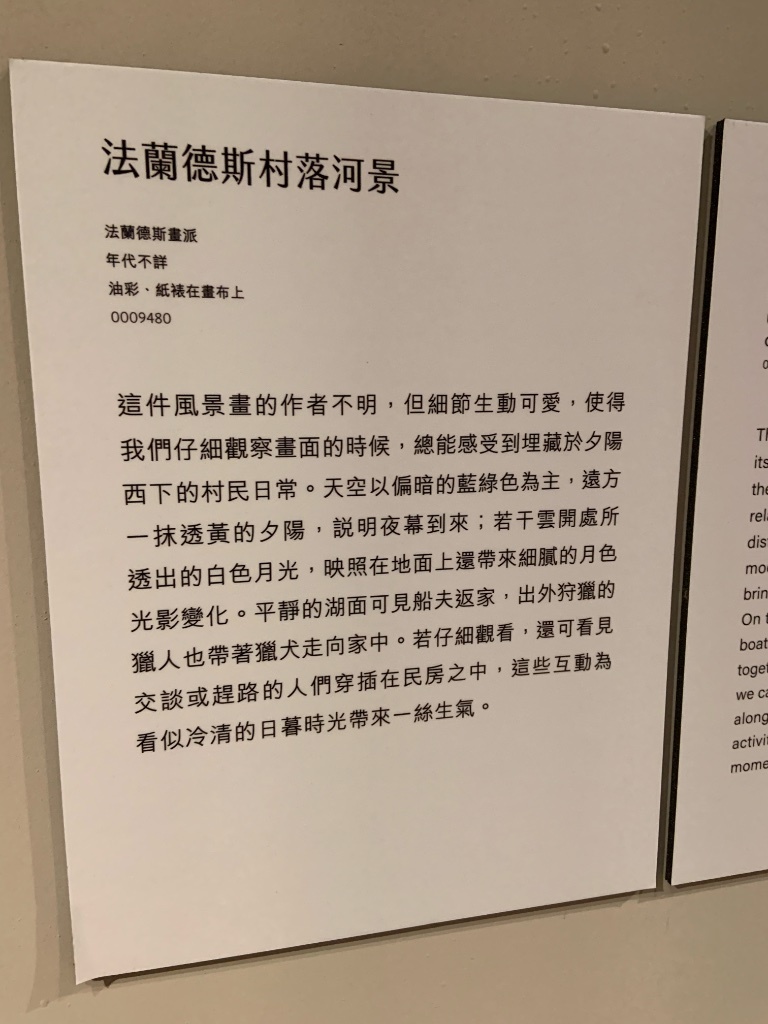 法蘭德斯村落河景
法蘭德斯畫派
年代不詳
油彩、紙裱在畫布上
0009480
這件風景畫的作者不明，但細節生動可愛，使得
我們仔細觀察畫面的時候，總能感受到埋藏於夕陽
西下的村民日常。天空以偏暗的藍綠色為主，遠方
一抹透黃的夕陽，說明夜幕到來；若干雲開處所
透出的白色月光，映照在地面上還帶來細膩的月色
光影變化。平靜的湖面可見船夫返家，出外狩獵的
獵人也帶著獵犬走向家中。若仔細觀看，還可看見
交談或趕路的人們穿插在民房之中，這些互動為
看似冷清的日暮時光帶來一絲生氣。
its
the
On
boat
we
along